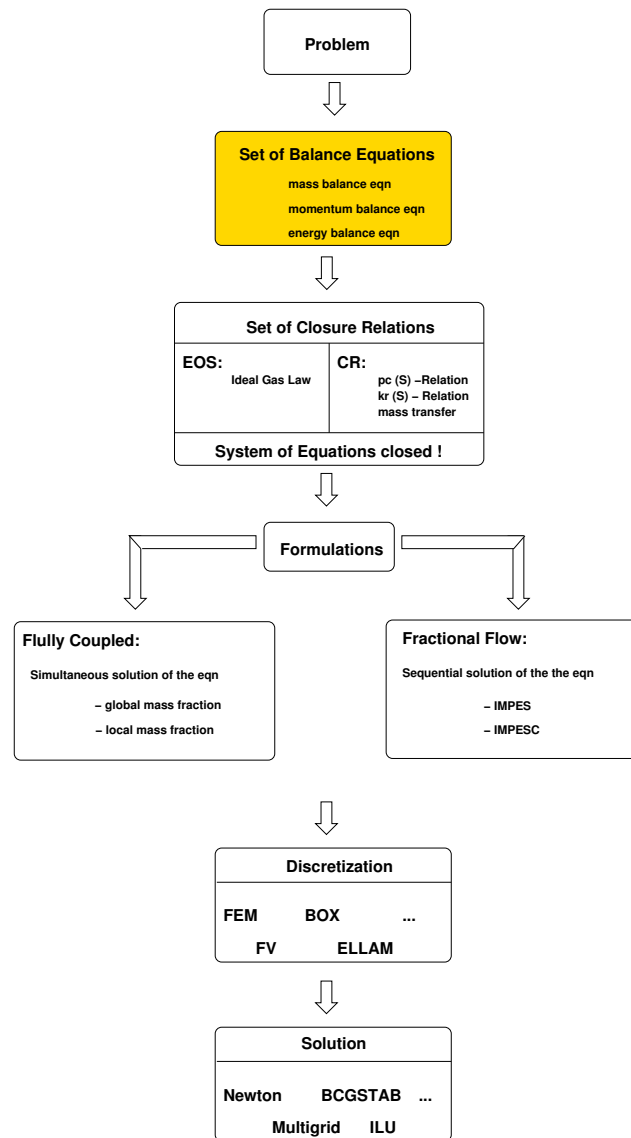 Problem
Set of Balance Equations
mass balance eqn
momentum balance eqn
energy balance eqn
Set of Closure Relations
EOS:
Ideal Gas Law
CR:
pc (S) –Relation
kr (S) – Relation
mass transfer
System of Equations closed !
Formulations
Flully Coupled:
Simultaneous solution of the eqn
– global mass fraction
– local mass fraction
Fractional Flow:
Sequential solution of the the eqn
– IMPES
– IMPESC
Discretization
FEM BOX ...
FV ELLAM
Solution
Newton BCGSTAB ...
Multigrid ILU